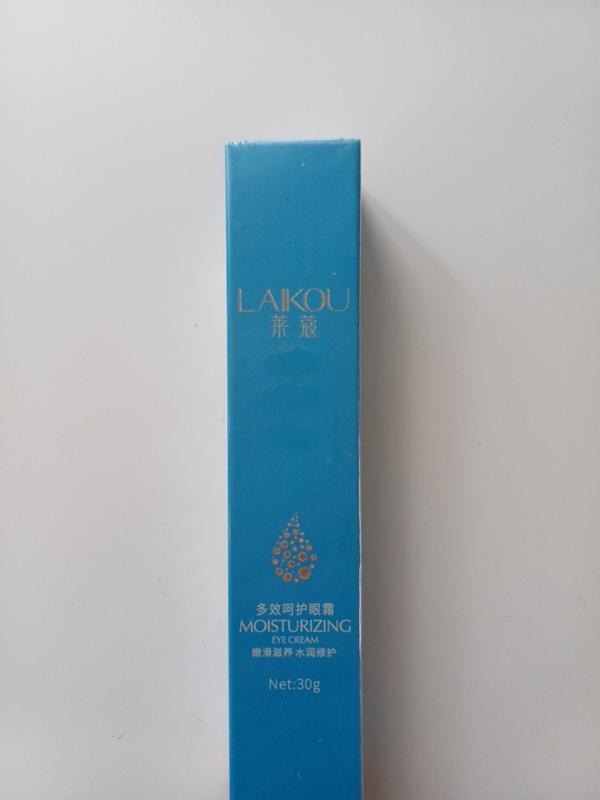 LAIKOU
莱蔻
多效呵护眼霜
MOISTURIZING
EYE CREAM
嫩滑滋养 水润修护
Net:30g